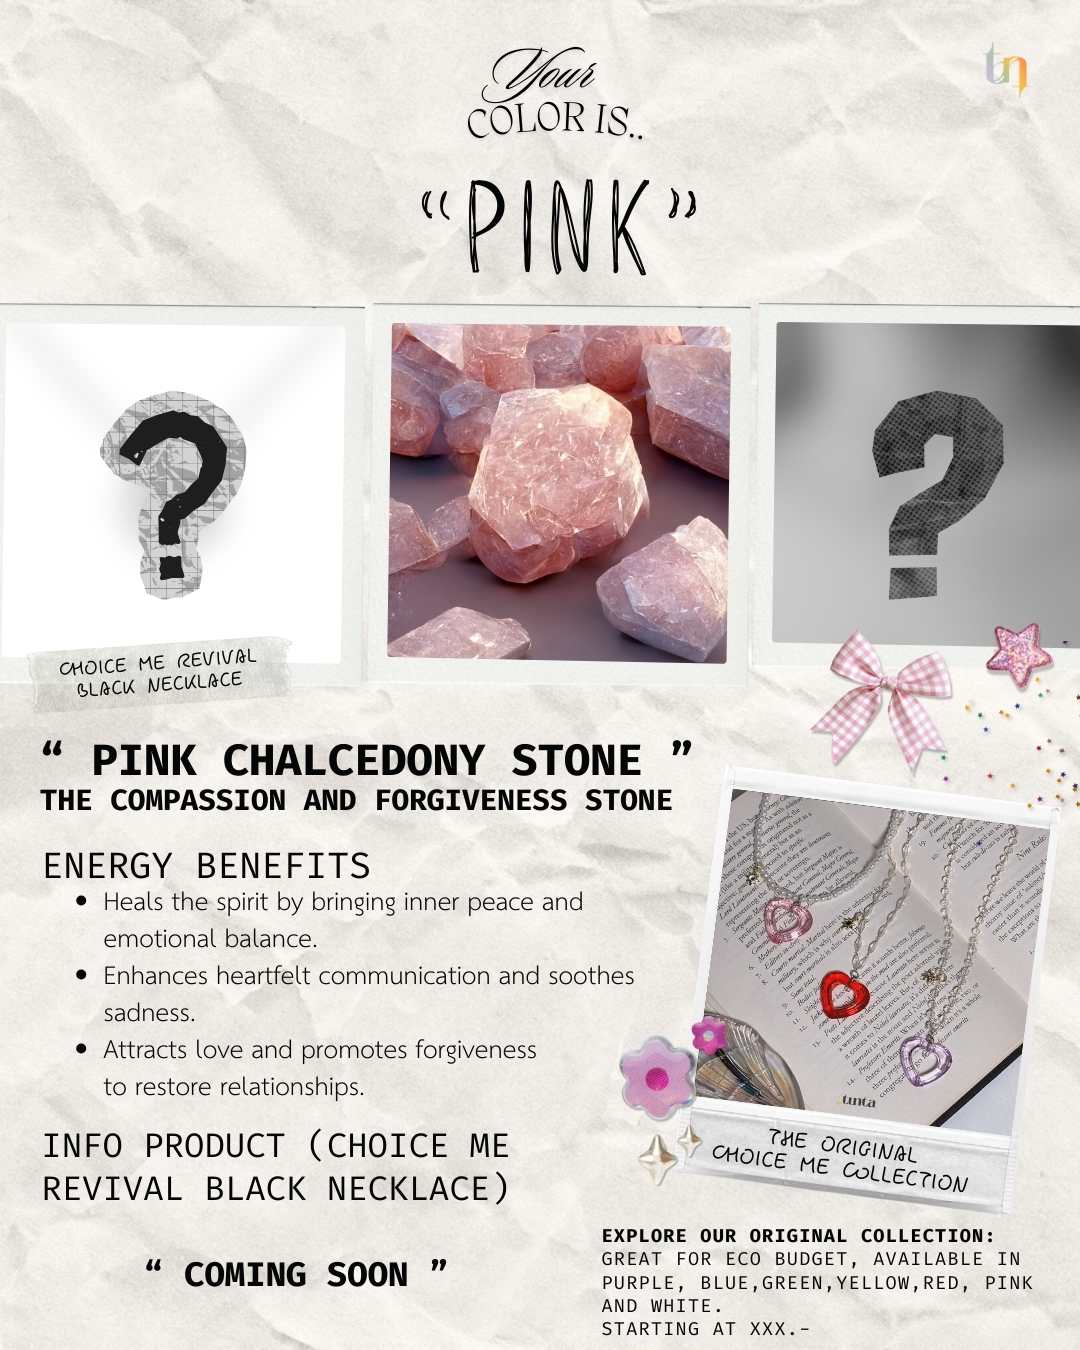 tn
Your
COLOR IS..
“PINK”
?
?
CHOICE ME REVIVAL
BLACK NECKLACE
“ PINK CHALCEDONY STONE ”
THE COMPASSION AND FORGIVENESS STONE
ENERGY BENEFITS
• Heals the spirit by bringing inner peace and
emotional balance.
• Enhances heartfelt communication and soothes
sadness.
• Attracts love and promotes forgiveness
to restore relationships.
INFO PRODUCT (CHOICE ME
REVIVAL BLACK NECKLACE)
“ COMING SOON ”
.tunta
THE ORIGINAL
CHOICE ME COLLECTION
EXPLORE OUR ORIGINAL COLLECTION:
GREAT FOR ECO BUDGET, AVAILABLE IN
PURPLE, BLUE,GREEN,YELLOW,RED, PINK
AND WHITE.
STARTING AT XXX.-